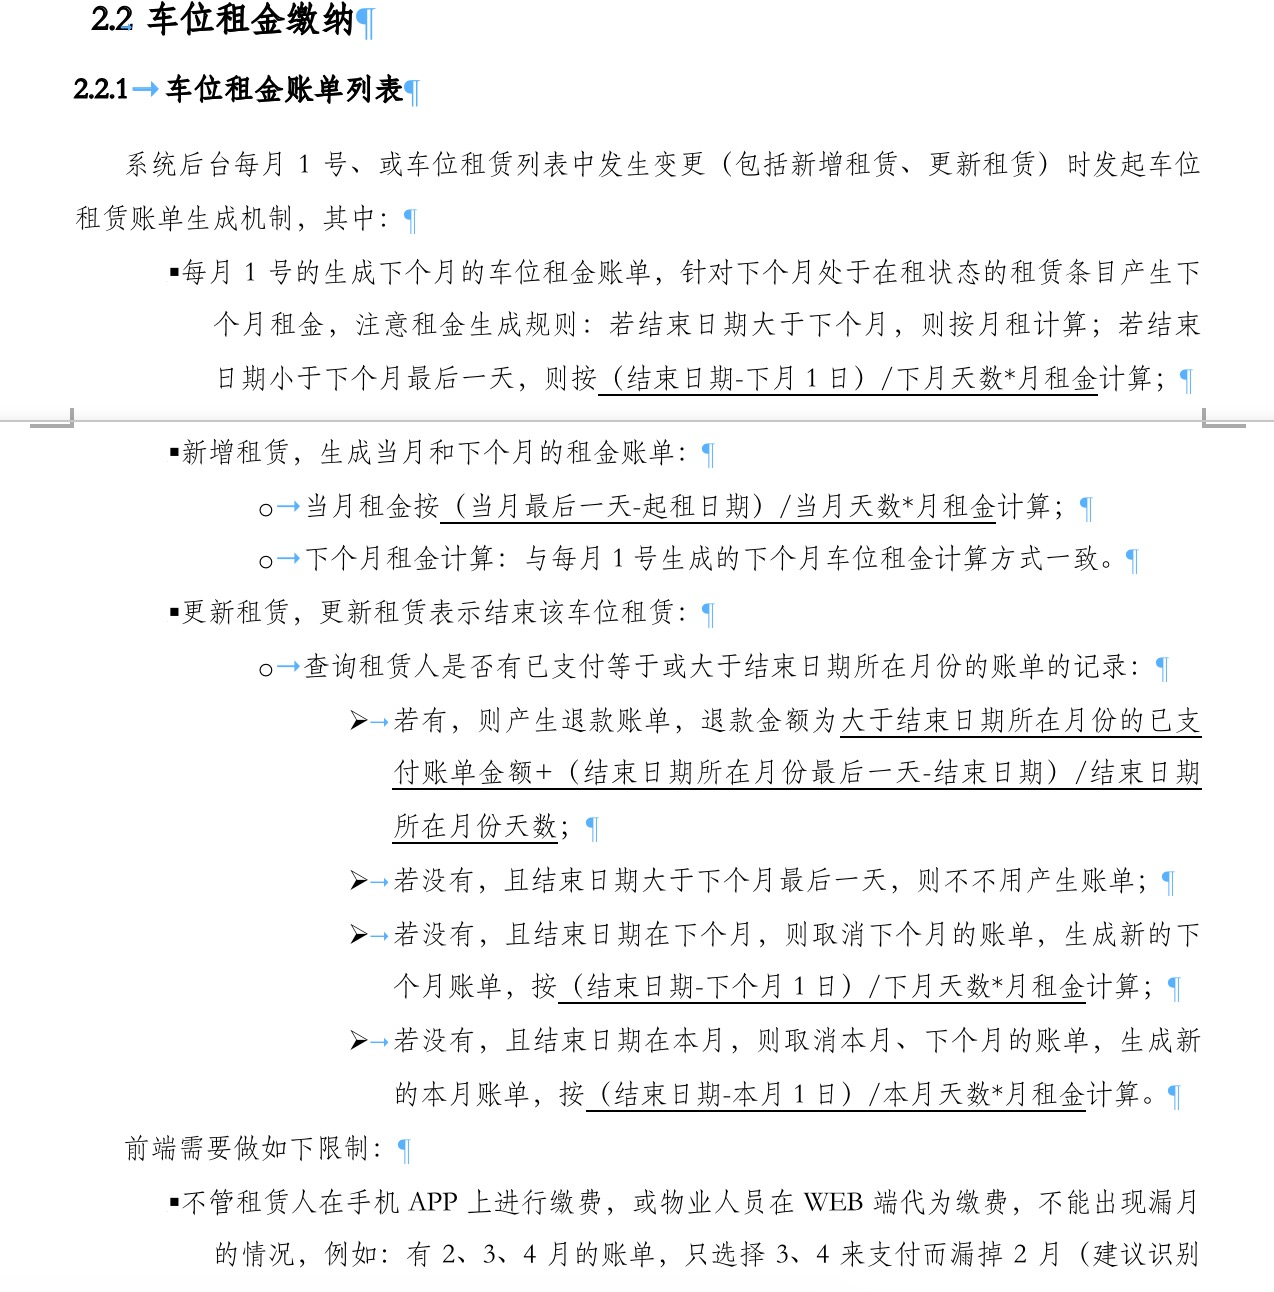 2.2 车位租金缴纳
2.2.1 车位租金账单列表
系统后台每月 1 号、或车位租赁列表中发生变更（包括新增租赁、更新租赁）时发起车位
租赁账单生成机制，其中：
▪每月 1 号的生成下个月的车位租金账单，针对下个月处于在租状态的租赁条目产生下
个月租金，注意租金生成规则：若结束日期大于下个月，则按月租计算；若结束
日期小于下个月最后一天，则按（结束日期-下月 1 日）/下月天数*月租金计算；
▪新增租赁，生成当月和下个月的租金账单：
o→当月租金按（当月最后一天-起租日期）/当月天数*月租金计算；
o→下个月租金计算：与每月 1 号生成的下个月车位租金计算方式一致。
▪更新租赁，更新租赁表示结束该车位租赁：
o→查询租赁人是否有已支付等于或大于结束日期所在月份的账单的记录：
➢→若有，则产生退款账单，退款金额为大于结束日期所在月份的已支
付账单金额+（结束日期所在月份最后一天-结束日期）/结束日期
所在月份天数；
➢→若没有，且结束日期大于下个月最后一天，则不不用产生账单；
➢→若没有，且结束日期在下个月，则取消下个月的账单，生成新的下
个月账单，按（结束日期-下个月 1 日）/下月天数*月租金计算；
➢→若没有，且结束日期在本月，则取消本月、下个月的账单，生成新
的本月账单，按（结束日期-本月 1 日）/本月天数*月租金计算。
前端需要做如下限制：
▪不管租赁人在手机 APP 上进行缴费，或物业人员在 WEB 端代为缴费，不能出现漏月
的情况，例如：有 2、3、4 月的账单，只选择 3、4 来支付而漏掉 2 月（建议识别